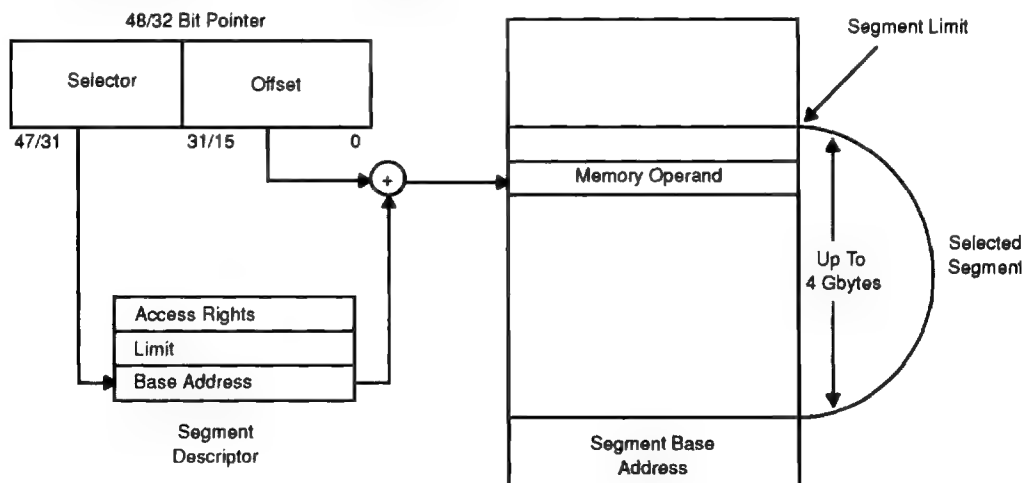 48/32 Bit Pointer
Selector
Offset
47/31
31/15
0
+
Access Rights
Limit
Base Address
Segment
Descriptor
Memory Operand
Segment Base
Address
Segment Limit
Up To
4 Gbytes
Selected
Segment